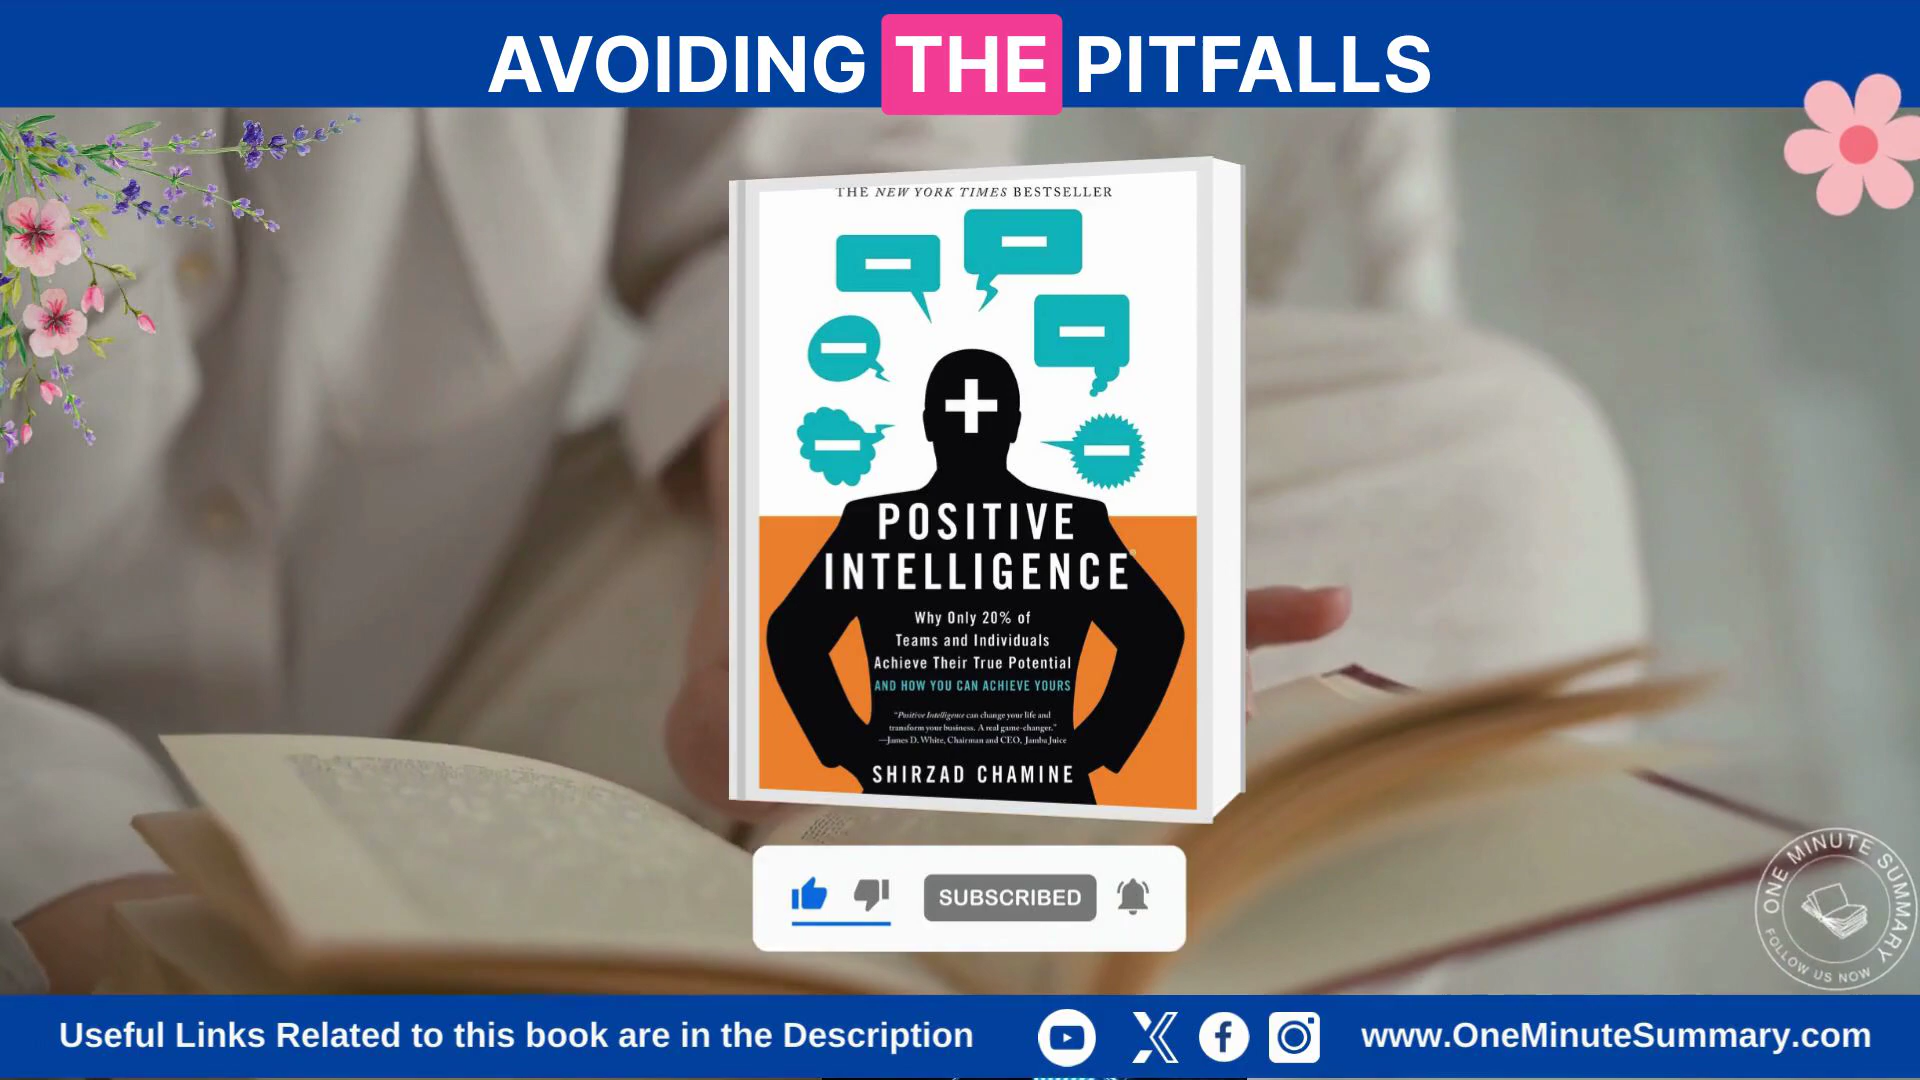 AVOIDING THE PITFALLS
THE NEW YORK TIMES BESTSELLER
POSITIVE
INTELLIGENCE
Why Only 20% of
Teams and Individuals
Achieve Their True Potential
AND HOW YOU CAN ACHIEVE YOURS
"Positive Intelligence can change your life and
transform your business. A real game-changer."
—James D. White, Chairman and CEO, Jamba Juice
SHIRZAD CHAMINE
SUBSCRIBED
ONE MINUTE SUMMARY
FOLLOW US NOW
Useful Links Related to this book are in the Description
www.OneMinuteSummary.com